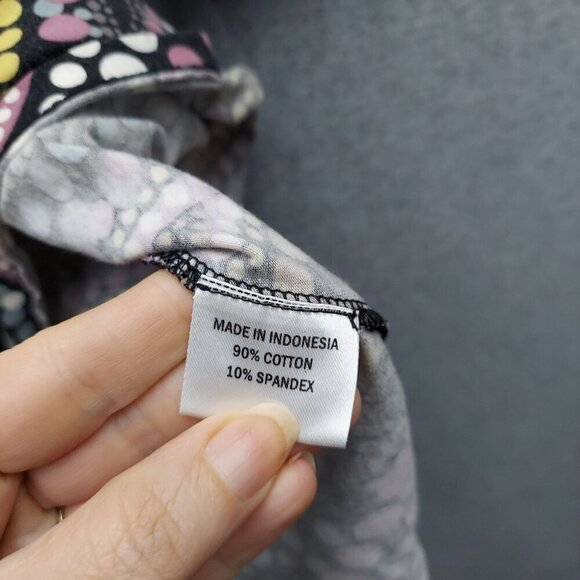 MADE IN INDONESIA
90% COTTON
10% SPANDEX